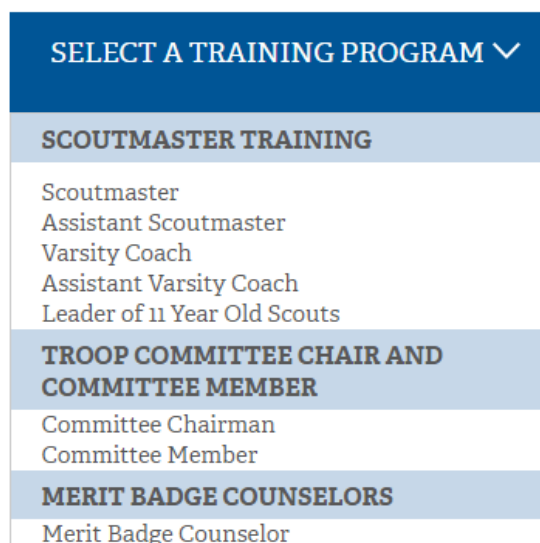 SELECT A TRAINING PROGRAM
SCOUTMASTER TRAINING
Scoutmaster
Assistant Scoutmaster
Varsity Coach
Assistant Varsity Coach
Leader of 11 Year Old Scouts
TROOP COMMITTEE CHAIR AND
COMMITTEE MEMBER
Committee Chairman
Committee Member
MERIT BADGE COUNSELORS
Merit Badge Counselor